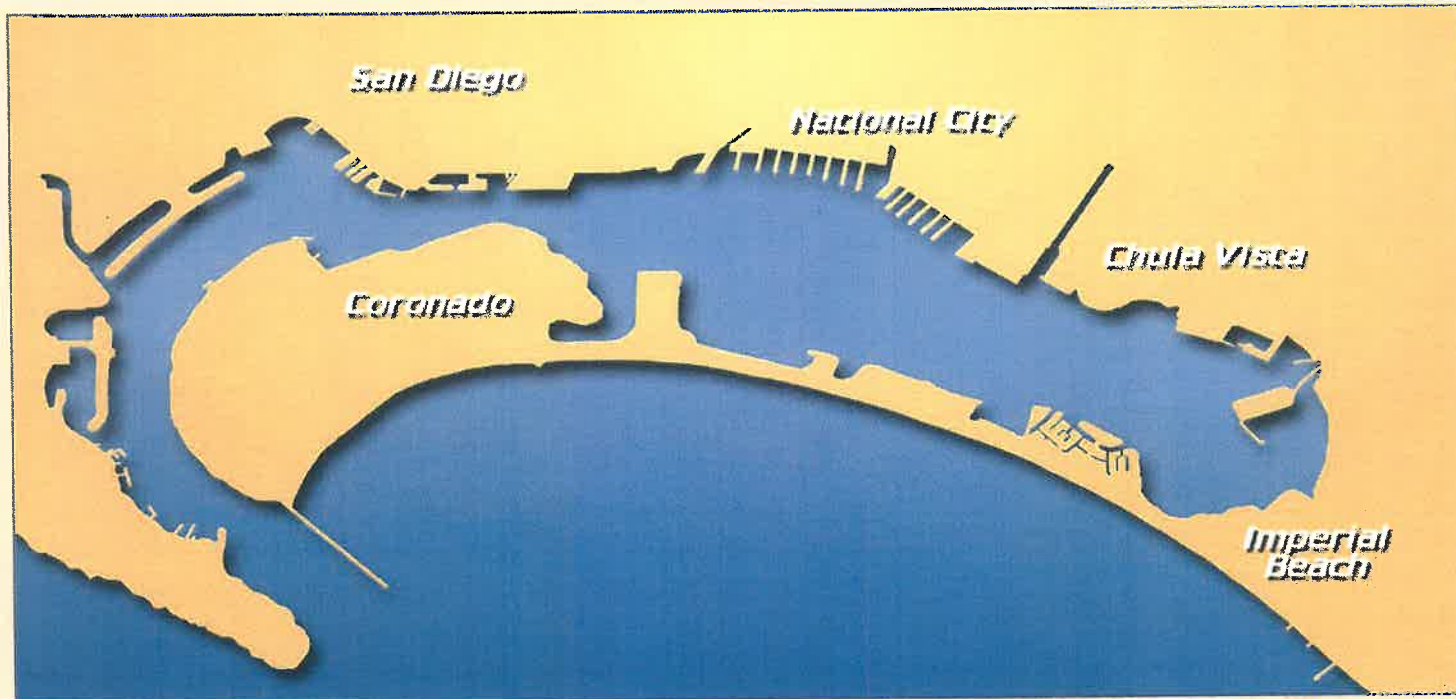 San Diego
National City
Chula Vista
Coronado
Imperial
Beach